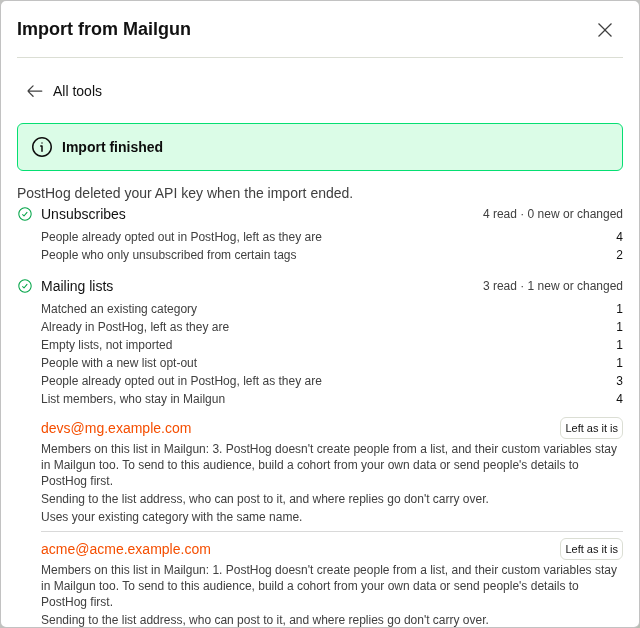 Import from Mailgun
All tools
Import finished
PostHog deleted your API key when the import ended.
Unsubscribes 4 read · 0 new or changed
People already opted out in PostHog, left as they are 4
People who only unsubscribed from certain tags 2
Mailing lists 3 read · 1 new or changed
Matched an existing category 1
Already in PostHog, left as they are 1
Empty lists, not imported 1
People with a new list opt-out 1
People already opted out in PostHog, left as they are 3
List members, who stay in Mailgun 4
devs@mg.example.com Left as it is
Members on this list in Mailgun: 3. PostHog doesn't create people from a list, and their custom variables stay
in Mailgun too. To send to this audience, build a cohort from your own data or send people's details to
PostHog first.
Sending to the list address, who can post to it, and where replies go don't carry over.
Uses your existing category with the same name.
acme@acme.example.com Left as it is
Members on this list in Mailgun: 1. PostHog doesn't create people from a list, and their custom variables stay
in Mailgun too. To send to this audience, build a cohort from your own data or send people's details to
PostHog first.
Sending to the list address, who can post to it, and where replies go don't carry over.